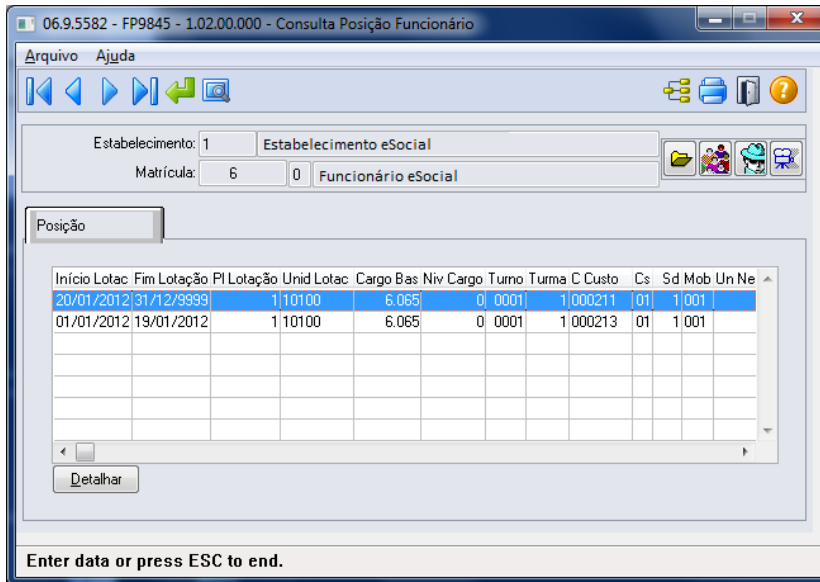 06.9.5582 - FP9845 - 1.02.00.000 - Consulta Posição Funcionário
Arquivo Ajuda
Estabelecimento: 1 Estabelecimento eSocial
Matrícula: 6 0 Funcionário eSocial
Posição
Início Lotac Fim Lotação Pl Lotação Unid Lotac Cargo Bas Niv Cargo Turno Turma C Custo Cs Sd Mob Un Ne
20/01/2012 31/12/9999 1 10100 6.065 0 0001 1 000211 01 1 001
01/01/2012 19/01/2012 1 10100 6.065 0 0001 1 000213 01 1 001
Detalhar
Enter data or press ESC to end.